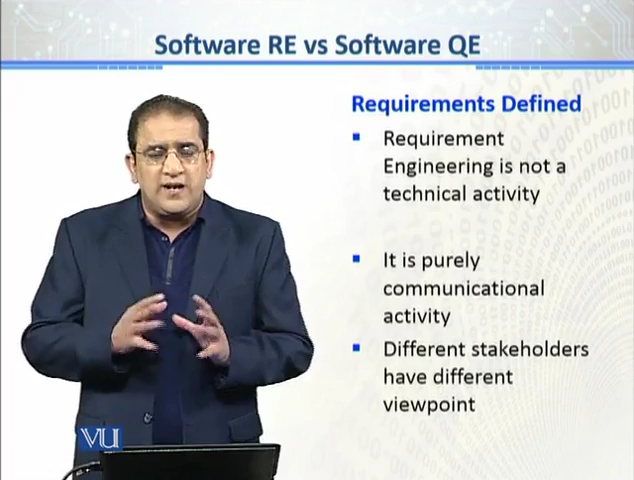 Software RE vs Software QE
Requirements Defined
Requirement
Engineering is not a
technical activity
It is purely
communicational
activity
Different stakeholders
have different
viewpoint
VU